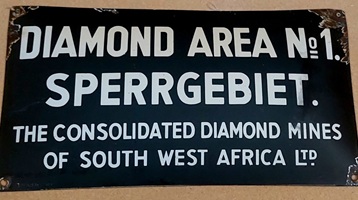 DIAMOND AREA No 1.
SPERRGEBIET.
THE CONSOLIDATED DIAMOND MINES
OF SOUTH WEST AFRICA LTD